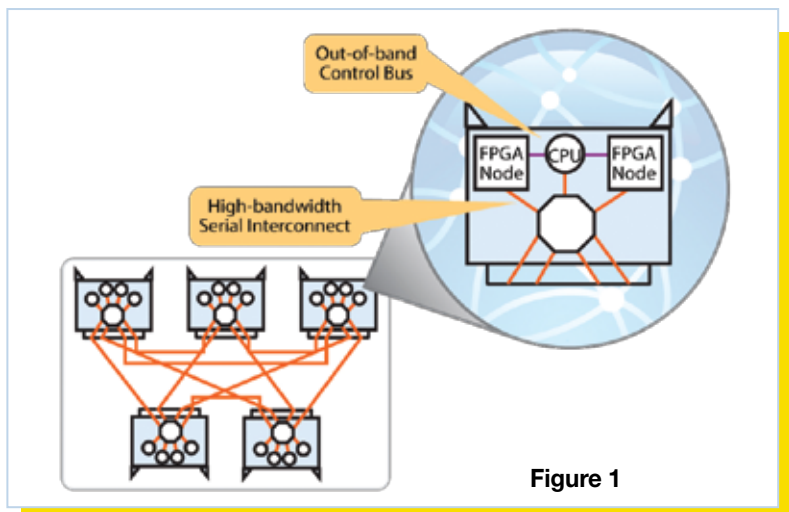 Out-of-band
Control Bus
FPGA
Node
CPU
FPGA
Node
High-bandwidth
Serial Interconnect
Figure 1